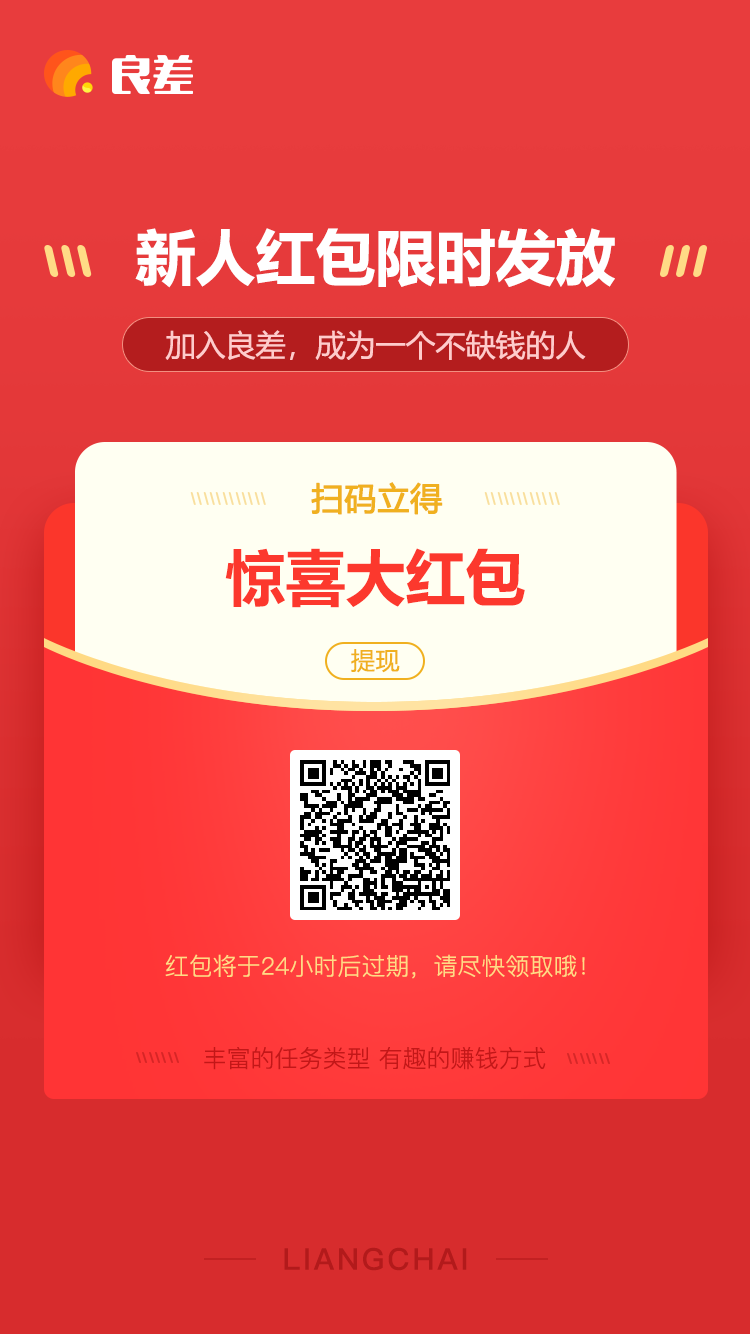 良差
新人红包限时发放
加入良差，成为一个不缺钱的人
扫码立得
惊喜大红包
提现
红包将于24小时后过期，请尽快领取哦！
丰富的任务类型 有趣的赚钱方式
LIANGCHAI